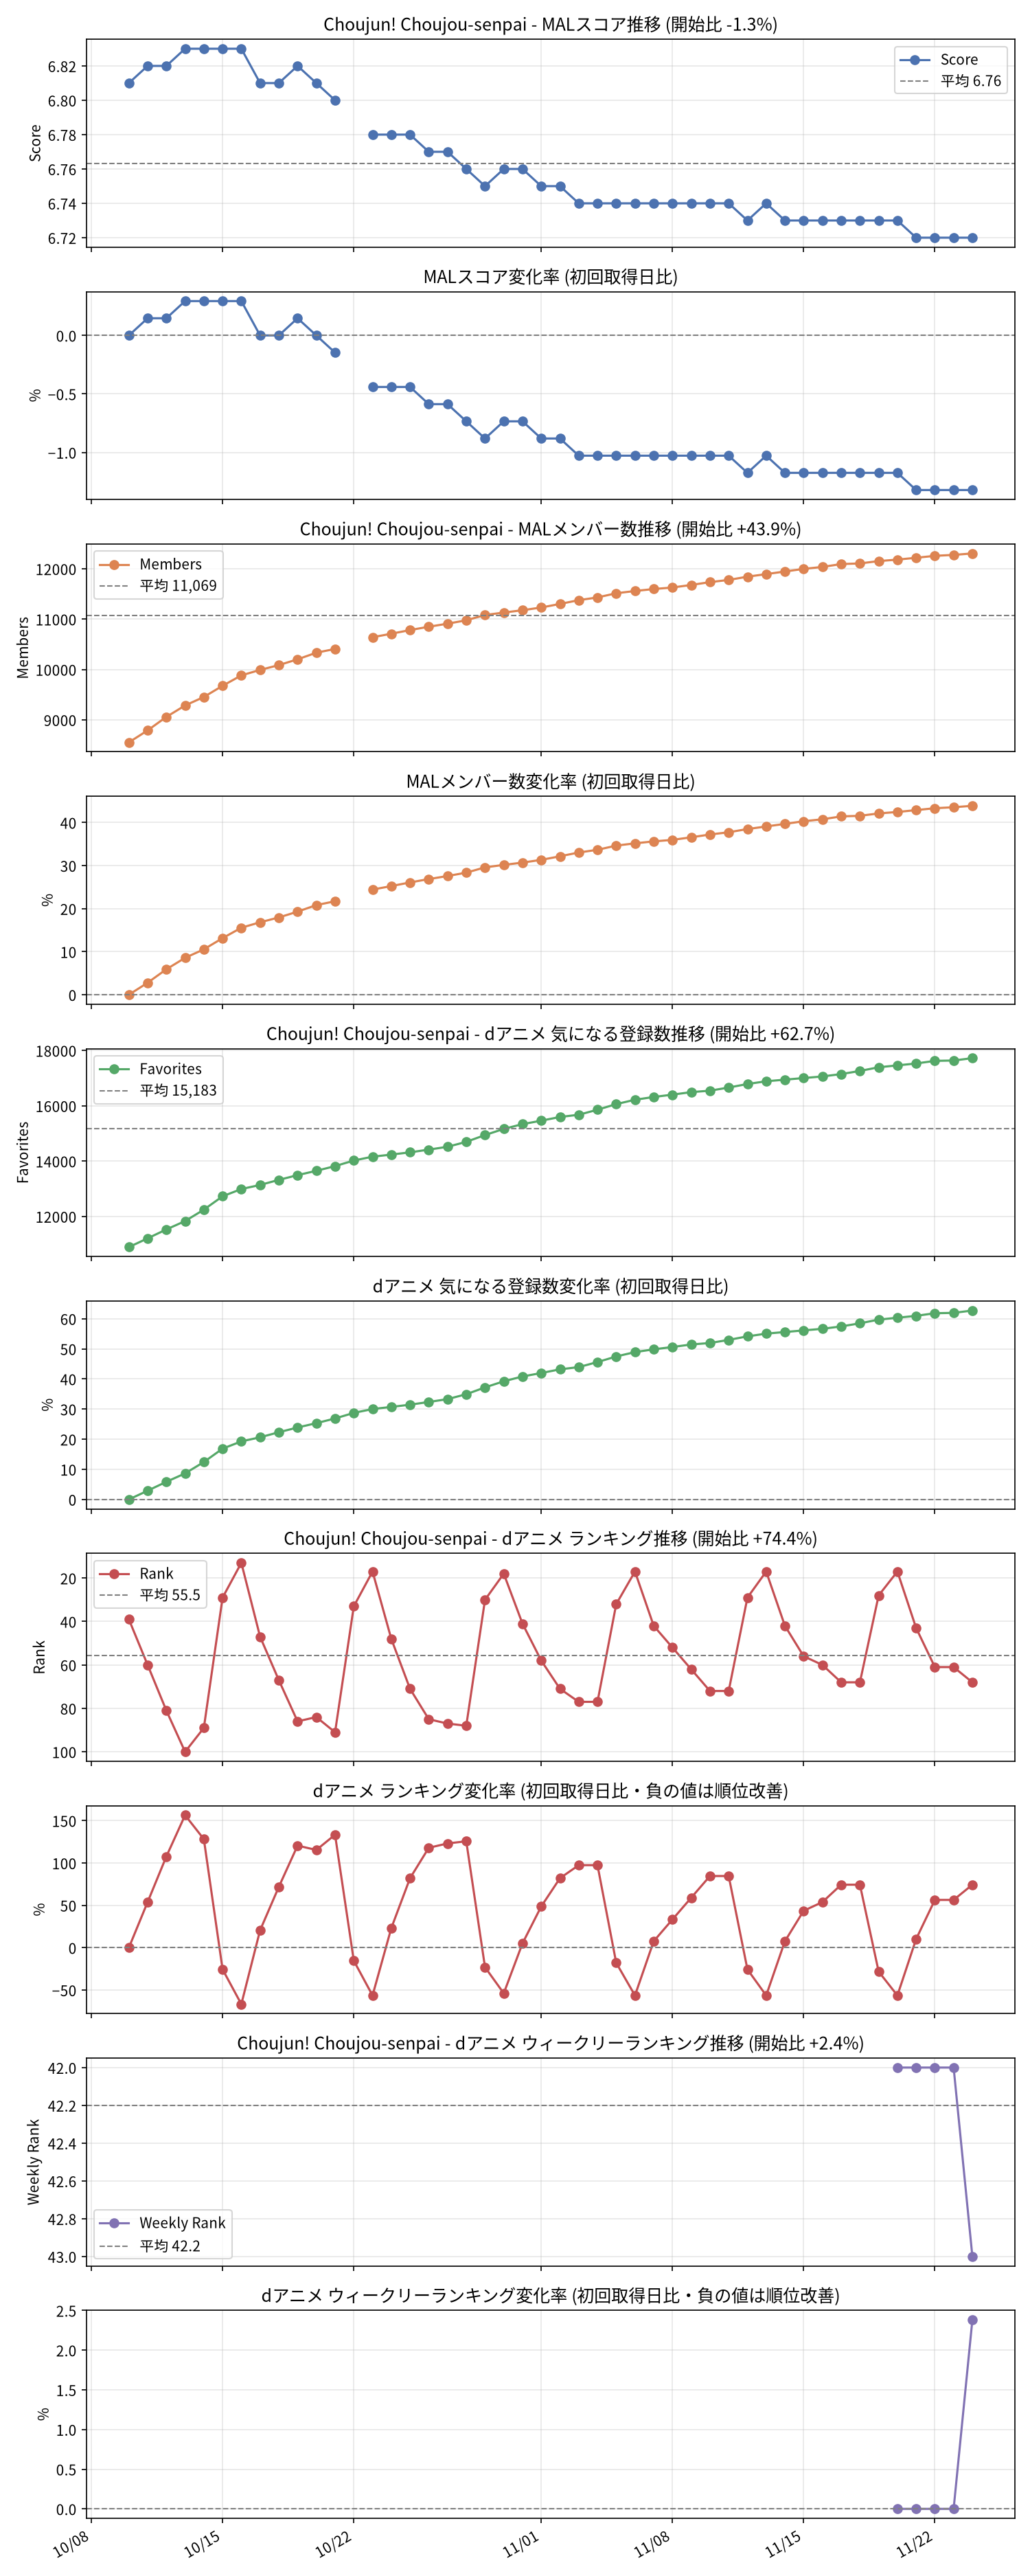 Choujun! Choujou-senpai - MALスコア推移 (開始比 -1.3%)
Score
平均 6.76
Score
6.82
6.80
6.78
6.76
6.74
6.72
MALスコア変化率 (初回取得日比)
%
0.0
−0.5
−1.0
Choujun! Choujou-senpai - MALメンバー数推移 (開始比 +43.9%)
Members
平均 11,069
Members
12000
11000
10000
9000
MALメンバー数変化率 (初回取得日比)
%
40
30
20
10
0
Choujun! Choujou-senpai - dアニメ 気になる登録数推移 (開始比 +62.7%)
Favorites
平均 15,183
Favorites
18000
16000
14000
12000
dアニメ 気になる登録数変化率 (初回取得日比)
%
60
50
40
30
20
10
0
Choujun! Choujou-senpai - dアニメ ランキング推移 (開始比 +74.4%)
Rank
平均 55.5
Rank
20
40
60
80
100
dアニメ ランキング変化率 (初回取得日比・負の値は順位改善)
%
150
100
50
0
−50
Choujun! Choujou-senpai - dアニメ ウィークリーランキング推移 (開始比 +2.4%)
Weekly Rank
42.0
42.2
42.4
42.6
42.8
43.0
Weekly Rank
平均 42.2
dアニメ ウィークリーランキング変化率 (初回取得日比・負の値は順位改善)
%
2.5
2.0
1.5
1.0
0.5
0.0
10/08
10/15
10/22
11/01
11/08
11/15
11/22